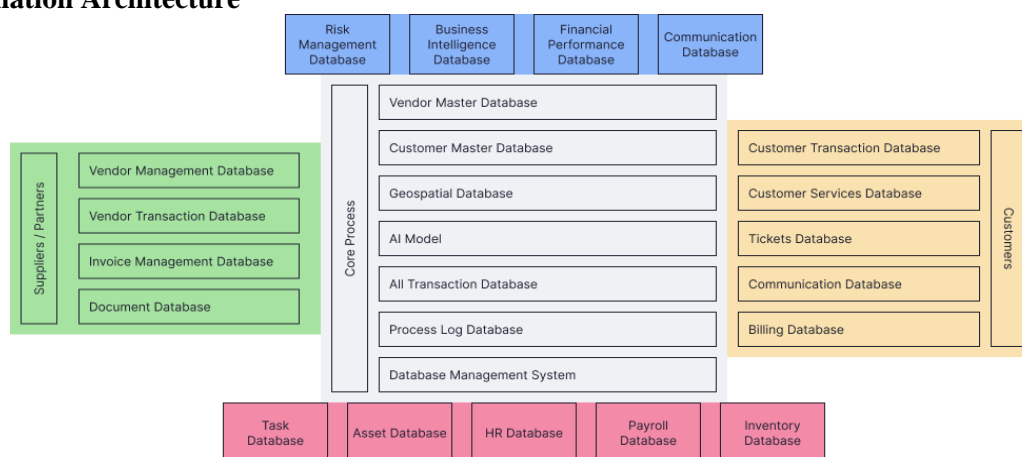 Architecture
Risk
Management
Database
Business
Intelligence
Database
Financial
Performance
Database
Communication
Database
Suppliers / Partners
Vendor Management Database
Vendor Transaction Database
Invoice Management Database
Document Database
Core Process
Vendor Master Database
Customer Master Database
Geospatial Database
AI Model
All Transaction Database
Process Log Database
Database Management System
Customer Transaction Database
Customer Services Database
Tickets Database
Communication Database
Billing Database
Customers
Task
Database
Asset Database
HR Database
Payroll
Database
Inventory
Database